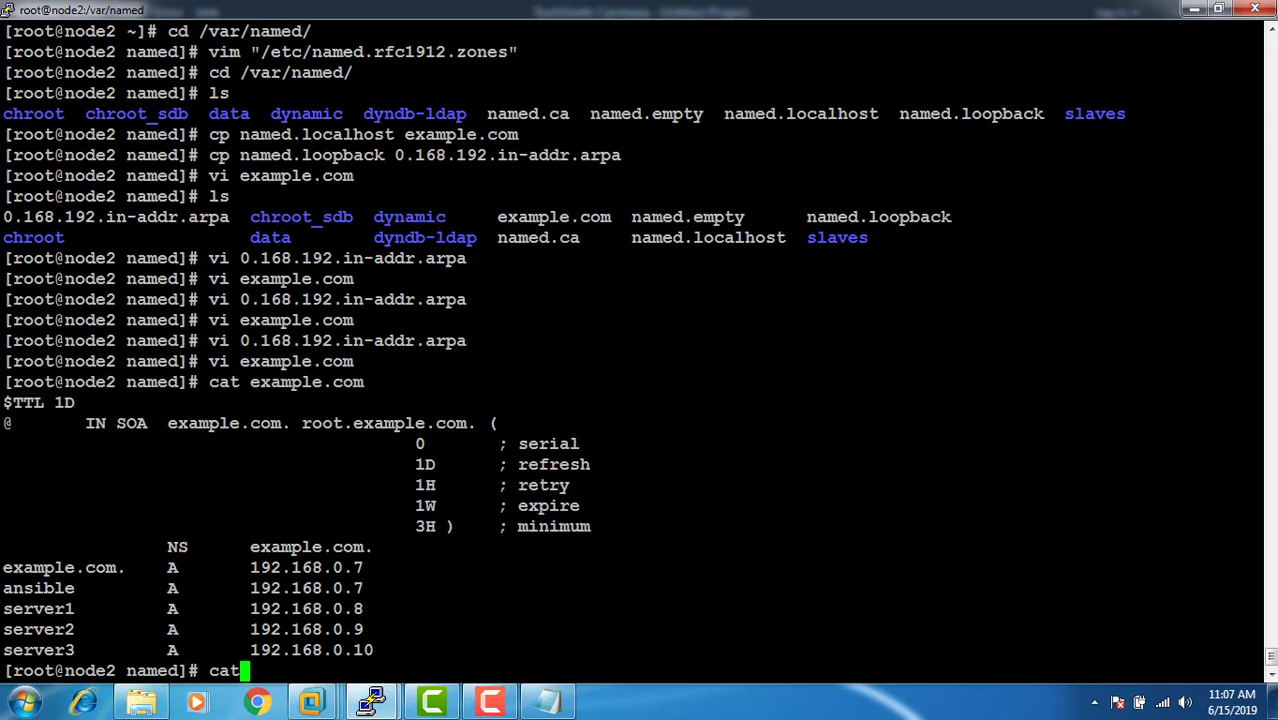 root@node2:/var/named
[root@node2 ~]# cd /var/named/
[root@node2 named]# vim "/etc/named.rfc1912.zones"
[root@node2 named]# cd /var/named/
[root@node2 named]# ls
chroot chroot_sdb data dynamic dyndb-ldap named.ca named.empty named.localhost named.loopback slaves
[root@node2 named]# cp named.localhost example.com
[root@node2 named]# cp named.loopback 0.168.192.in-addr.arpa
[root@node2 named]# vi example.com
[root@node2 named]# ls
0.168.192.in-addr.arpa chroot_sdb dynamic example.com named.empty named.loopback
chroot data dyndb-ldap named.ca named.localhost slaves
[root@node2 named]# vi 0.168.192.in-addr.arpa
[root@node2 named]# vi example.com
[root@node2 named]# vi 0.168.192.in-addr.arpa
[root@node2 named]# vi example.com
[root@node2 named]# vi 0.168.192.in-addr.arpa
[root@node2 named]# vi example.com
[root@node2 named]# cat example.com
$TTL 1D
@ IN SOA example.com. root.example.com. (
0 ; serial
1D ; refresh
1H ; retry
1W ; expire
3H ) ; minimum
NS example.com.
example.com. A 192.168.0.7
ansible A 192.168.0.7
server1 A 192.168.0.8
server2 A 192.168.0.9
server3 A 192.168.0.10
[root@node2 named]# cat
11:07 AM
6/15/2019